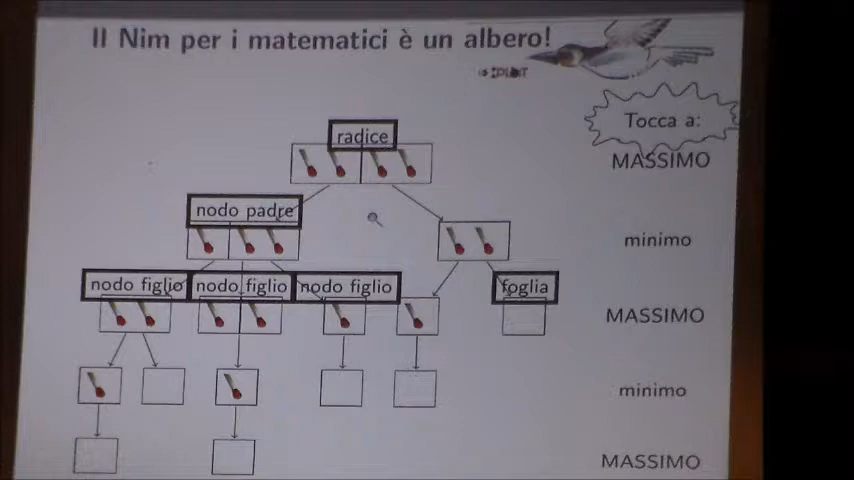 Il Nim per i matematici è un albero!
Tocca a:
radice
MASSIMO
nodo padre
minimo
nodo figlio nodo figlio nodo figlio foglia
MASSIMO
minimo
MASSIMO